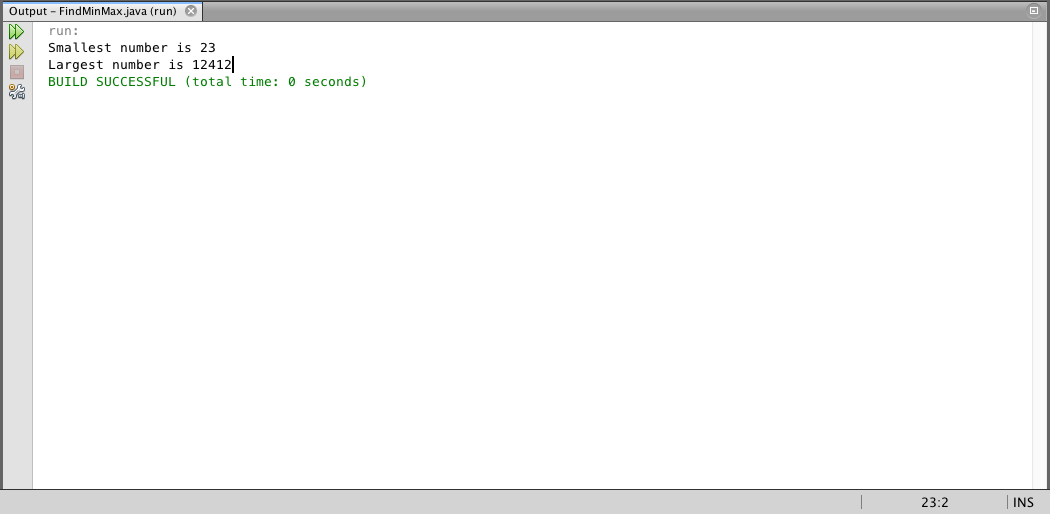 Output – FindMinMax.java (run)
run:
Smallest number is 23
Largest number is 12412
BUILD SUCCESSFUL (total time: 0 seconds)
23:2
INS